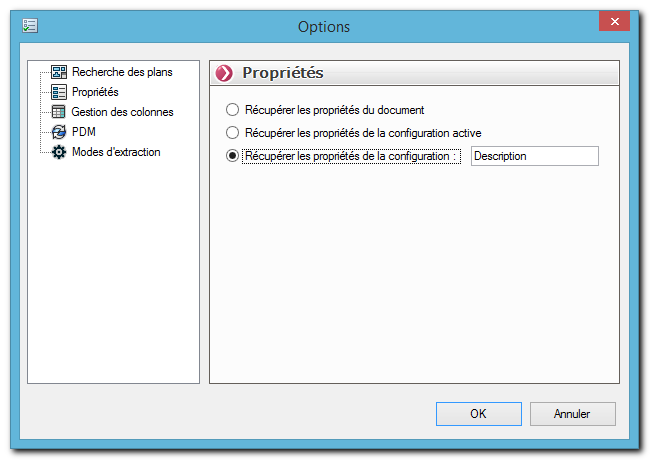 Options
Recherche des plans
Propriétés
Gestion des colonnes
PDM
Modes d'extraction
Propriétés
Récupérer les propriétés du document
Récupérer les propriétés de la configuration active
Récupérer les propriétés de la configuration : Description
OK Annuler